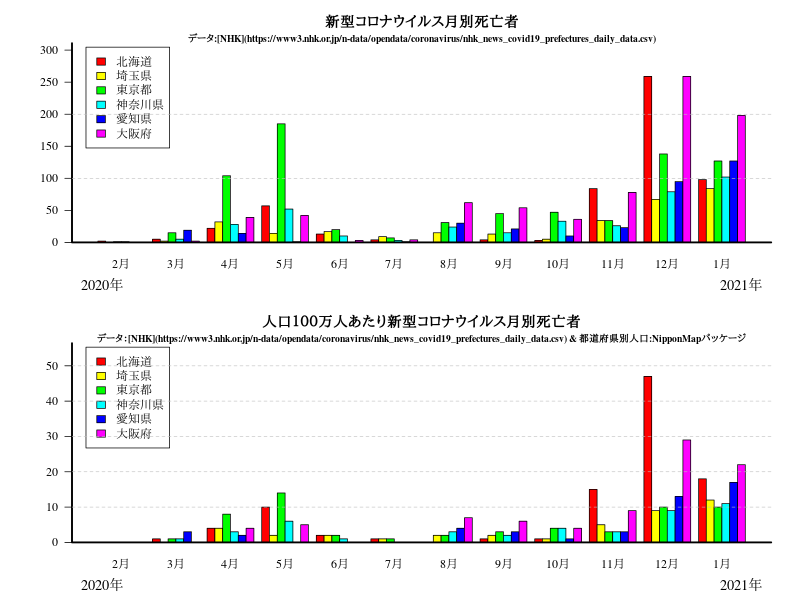 新型コロナウイルス月別死亡者
データ:[NHK](https://www3.nhk.or.jp/n-data/opendata/coronavirus/nhk_news_covid19_prefectures_daily_data.csv)
300
250
200
150
100
50
0
北海道
埼玉県
東京都
神奈川県
愛知県
大阪府
2月 3月 4月 5月 6月 7月 8月 9月 10月 11月 12月 1月
2020年 2021年
人口100万人あたり新型コロナウイルス月別死亡者
データ:[NHK](https://www3.nhk.or.jp/n-data/opendata/coronavirus/nhk_news_covid19_prefectures_daily_data.csv) & 都道府県別人口:NipponMapパッケージ
50
40
30
20
10
0
北海道
埼玉県
東京都
神奈川県
愛知県
大阪府
2月 3月 4月 5月 6月 7月 8月 9月 10月 11月 12月 1月
2020年 2021年